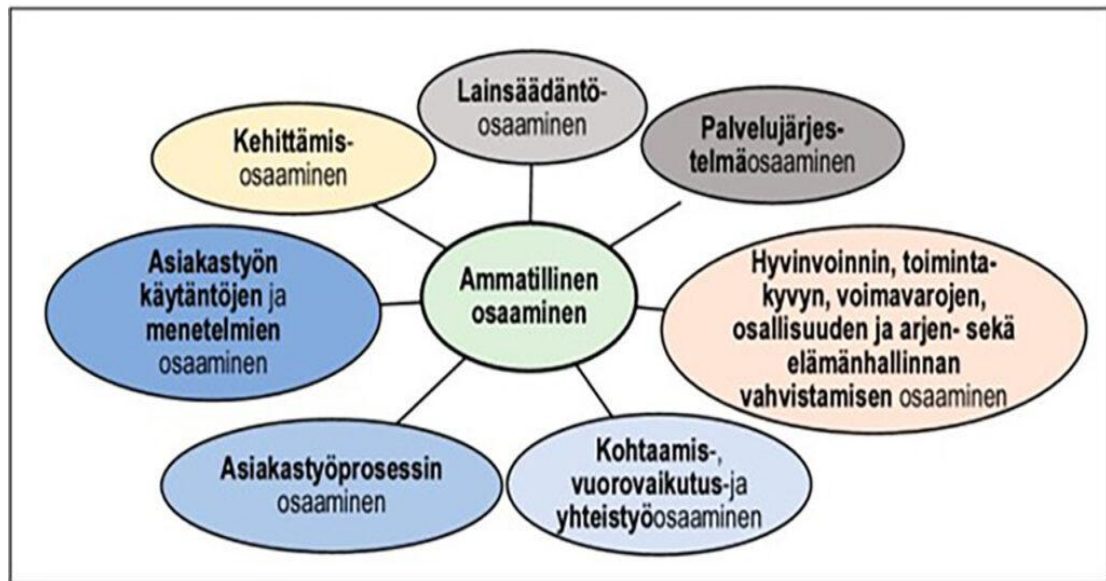 Lainsäädäntö-
osaaminen
Kehittämis-
osaaminen
Palvelujärjes-
telmäosaaminen
Asiakastyön
käytäntöjen ja
menetelmien
osaaminen
Ammatillinen
osaaminen
Hyvinvoinnin, toiminta-
kyvyn, voimavarojen,
osallisuuden ja arjen- sekä
elämänhallinnan
vahvistamisen osaaminen
Asiakastyöprosessin
osaaminen
Kohtaamis-,
vuorovaikutus-ja
yhteistyöosaaminen